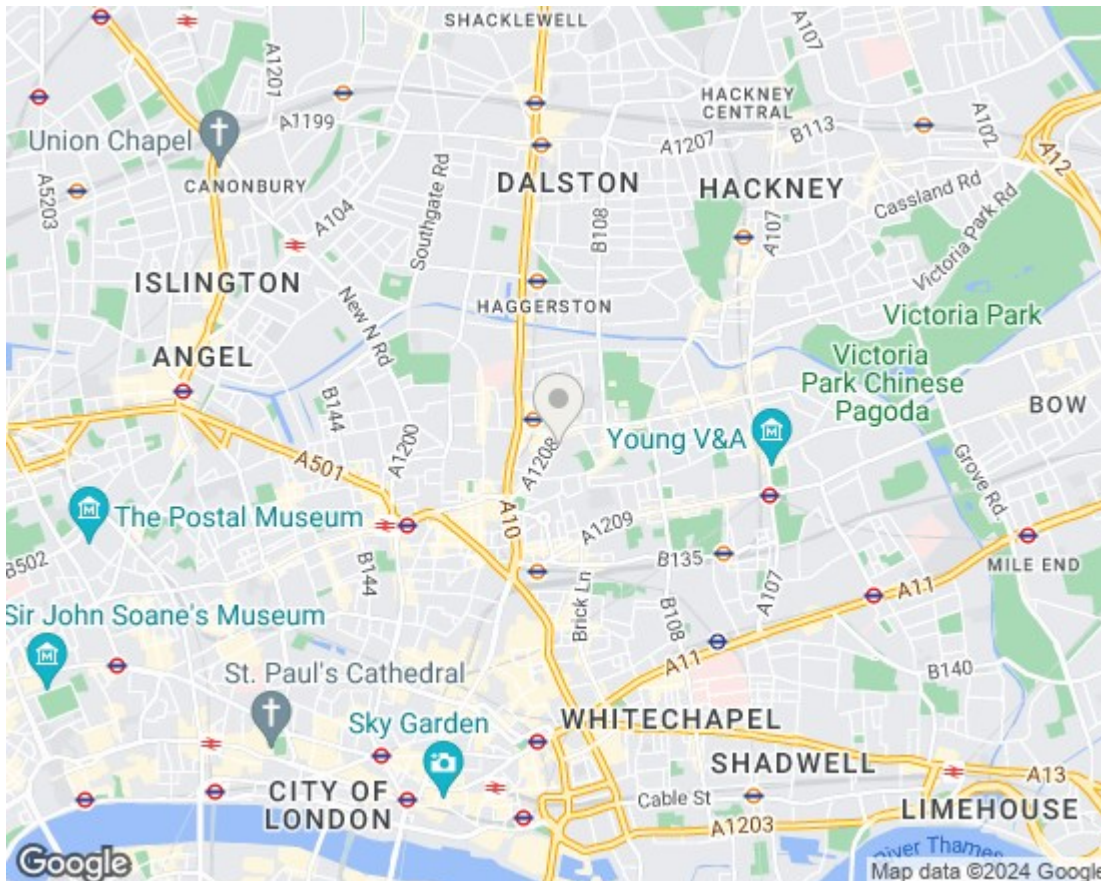 SHACKLEWELL
A107
A1201
HACKNEY
CENTRAL
A102
Union Chapel
A1199
B113
A1207
A12
CANONBURY
DALSTON
HACKNEY
A5203
A104
Southgate Rd
B108
A107
Cassland Rd
Victoria Park Rd
ISLINGTON
New N Rd
HAGGERSTON
Victoria Park
ANGEL
Victoria
Park Chinese
Pagoda
B144
A1200
A1208
Young V&A
BOW
A501
Grove Rd.
The Postal Museum
A10
A1209
B502
B144
B135
MILE END
Brick Ln
A107
A11
Sir John Soane's Museum
B108
A11
B140
St. Paul's Cathedral
Sky Garden
WHITECHAPEL
SHADWELL
A13
CITY OF
LONDON
Cable St
LIMEHOUSE
A1203
River Thames
Google
Map data ©2024 Google